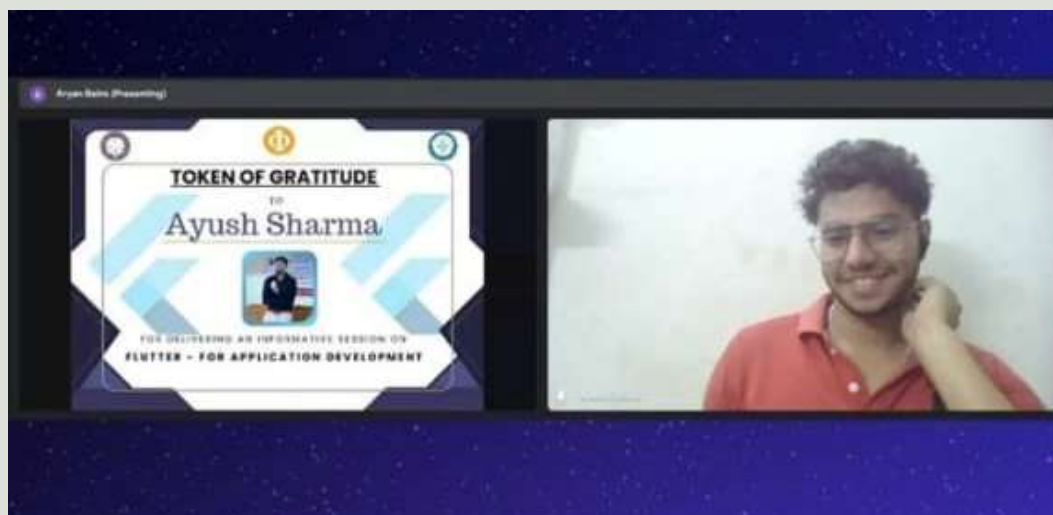 Aryan Bains (Presenting)
TOKEN OF GRATITUDE
TO
Ayush Sharma
FOR DELIVERING AN INFORMATIVE SESSION ON
FLUTTER - FOR APPLICATION DEVELOPMENT